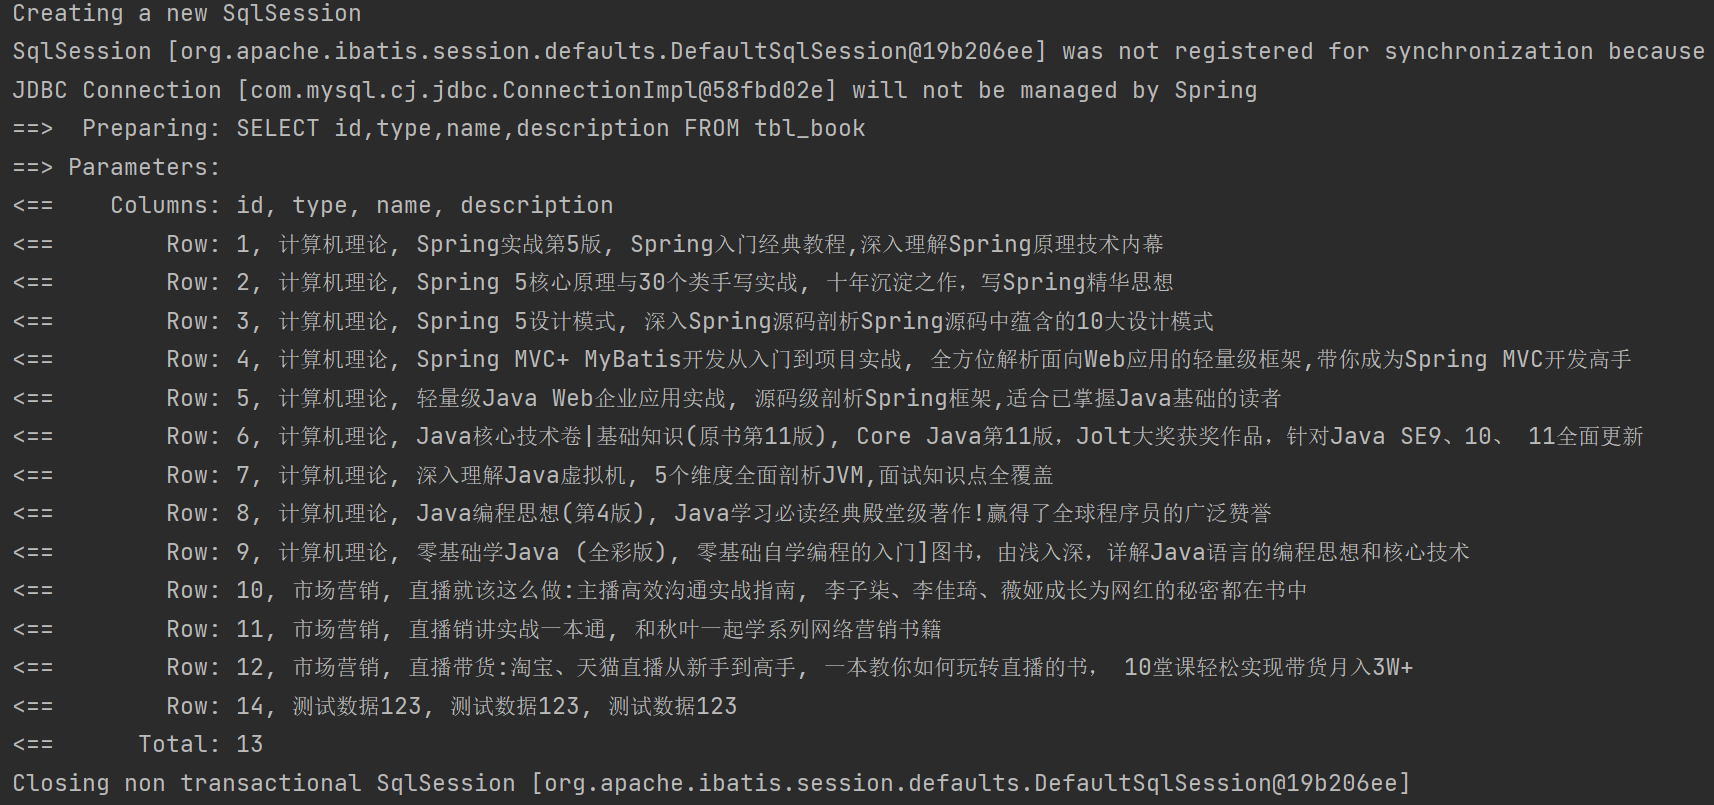 Creating a new SqlSession
SqlSession [org.apache.ibatis.session.defaults.DefaultSqlSession@19b206ee] was not registered for synchronization because
JDBC Connection [com.mysql.cj.jdbc.ConnectionImpl@58fbd02e] will not be managed by Spring
==>  Preparing: SELECT id,type,name,description FROM tbl_book
==> Parameters:
<==    Columns: id, type, name, description
<==        Row: 1, 计算机理论, Spring实战第5版, Spring入门经典教程,深入理解Spring原理技术内幕
<==        Row: 2, 计算机理论, Spring 5核心原理与30个类手写实战, 十年沉淀之作，写Spring精华思想
<==        Row: 3, 计算机理论, Spring 5设计模式, 深入Spring源码剖析Spring源码中蕴含的10大设计模式
<==        Row: 4, 计算机理论, Spring MVC+ MyBatis开发从入门到项目实战, 全方位解析面向Web应用的轻量级框架,带你成为Spring MVC开发高手
<==        Row: 5, 计算机理论, 轻量级Java Web企业应用实战, 源码级剖析Spring框架,适合已掌握Java基础的读者
<==        Row: 6, 计算机理论, Java核心技术卷|基础知识(原书第11版), Core Java第11版，Jolt大奖获奖作品，针对Java SE9、10、 11全面更新
<==        Row: 7, 计算机理论, 深入理解Java虚拟机, 5个维度全面剖析JVM,面试知识点全覆盖
<==        Row: 8, 计算机理论, Java编程思想(第4版), Java学习必读经典殿堂级著作!赢得了全球程序员的广泛赞誉
<==        Row: 9, 计算机理论, 零基础学Java (全彩版), 零基础自学编程的入门]图书，由浅入深，详解Java语言的编程思想和核心技术
<==        Row: 10, 市场营销, 直播就该这么做:主播高效沟通实战指南, 李子柒、李佳琦、薇娅成长为网红的秘密都在书中
<==        Row: 11, 市场营销, 直播销讲实战一本通, 和秋叶一起学系列网络营销书籍
<==        Row: 12, 市场营销, 直播带货:淘宝、天猫直播从新手到高手, 一本教你如何玩转直播的书， 10堂课轻松实现带货月入3W+
<==        Row: 14, 测试数据123, 测试数据123, 测试数据123
<==      Total: 13
Closing non transactional SqlSession [org.apache.ibatis.session.defaults.DefaultSqlSession@19b206ee]